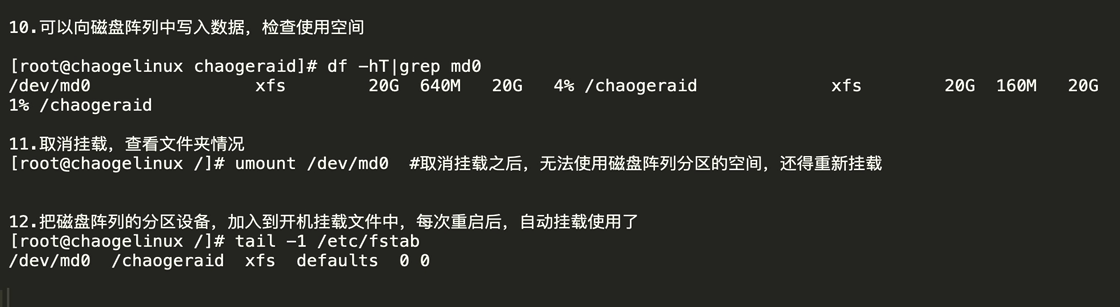 10.可以向磁盘阵列中写入数据，检查使用空间
[root@chaogelinux chaogeraid]# df -hT|grep md0
/dev/md0                xfs        20G  640M   20G   4% /chaogeraid             xfs        20G  160M   20G
1% /chaogeraid
11.取消挂载，查看文件夹情况
[root@chaogelinux /]# umount /dev/md0  #取消挂载之后，无法使用磁盘阵列分区的空间，还得重新挂载
12.把磁盘阵列的分区设备，加入到开机挂载文件中，每次重启后，自动挂载使用了
[root@chaogelinux /]# tail -1 /etc/fstab
/dev/md0  /chaogeraid  xfs  defaults  0 0